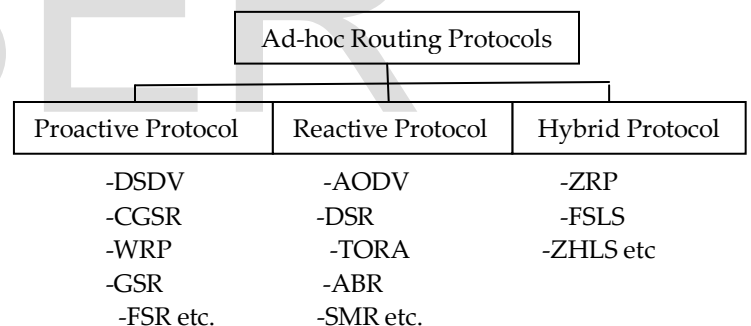 Ad-hoc Routing Protocols
Proactive Protocol Reactive Protocol Hybrid Protocol
-DSDV -AODV -ZRP
-CGSR -DSR -FSLS
-WRP -TORA -ZHLS etc
-GSR -ABR
-FSR etc. -SMR etc.